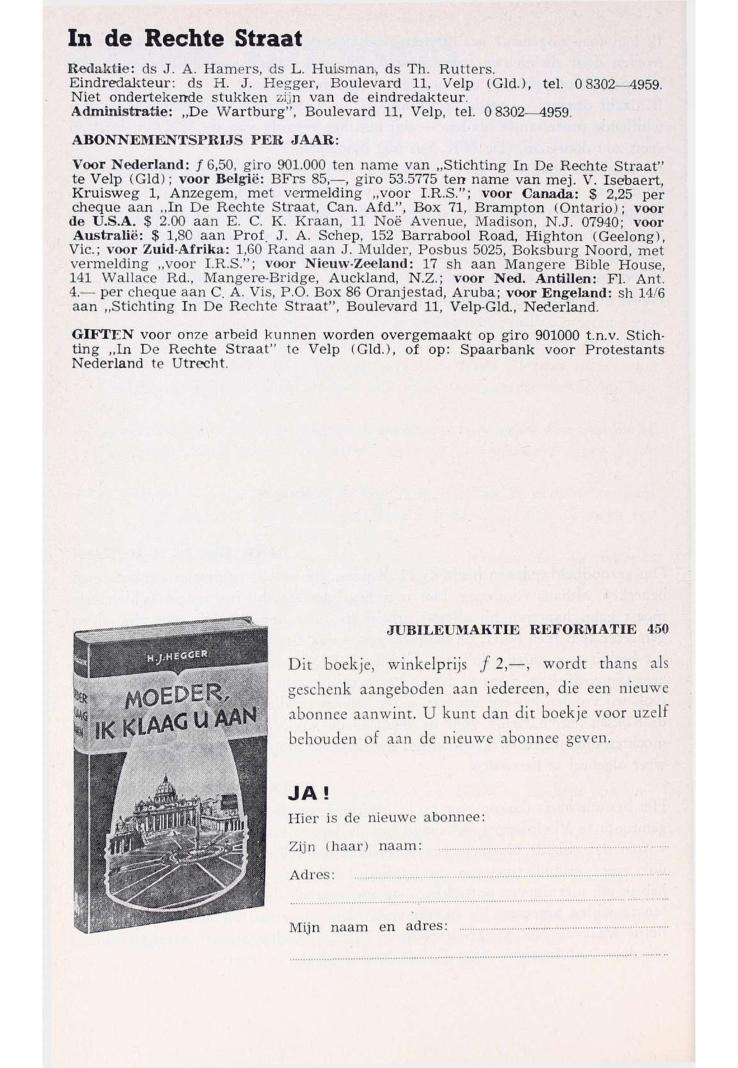 In de Rechte Straat
Redaktie: ds J. A. Hamers, ds L. Huisman, ds Th. Rutters.
Eindredakteur: ds H. J. Hegger, Boulevard 11, Velp (Gld.), tel. 0 8302—4959.
Niet ondertekende stukken zijn van de eindredakteur.
Administratie: „De Wartburg", Boulevard 11, Velp, tel. 0 8302—4959.
ABONNEMENTSPRIJS PER JAAR:
Voor Nederland: ƒ 6,50, giro 901.000 ten name van „Stichting In De Rechte Straat"
te Velp (Gld) ; voor België: BFrs 85,—, giro 53.5775 ten name van mej. V. Isebaert,
Kruisweg 1, Anzegem, met vermelding „voor I.R.S."; voor Canada: $ 2,25 per
cheque aan „In De Rechte Straat, Can. Afd.", Box 71, Brampton (Ontario) ; voor
de U.S.A. $ 2.00 aan E. C. K. Kraan, 11 Noë Avenue, Madison, N.J. 07940; voor
Australië: $ 1,80 aan Prof. J. A. Schep, 152 Barrabool Road, Highton (Geelong),
Vic.; voor Zuid-Afrika: 1,60 Rand aan J. Mulder, Posbus 5025, Boksburg Noord, met
vermelding „voor I.R.S."; voor Nieuw-Zeeland: 17 sh aan Mangere Bible House,
141 Wallace Rd., Mangere-Bridge, Auckland, N.Z.; voor Ned. Antillen: Fl. Ant.
4.— per cheque aan C. A. Vis, P.O. Box 86 Oranjestad, Aruba; voor Engeland: sh 14/6
aan „Stichting In De Rechte Straat", Boulevard 11, Velp-Gld., Nederland.
GIFTEN voor onze arbeid kunnen worden overgemaakt op giro 901000 t.n.v. Stich-
ting „In De Rechte Straat" te Velp (Gld.), of op: Spaarbank voor Protestants
Nederland te Utrecht.
H.J.HEGGER
MOEDER,
IK KLAAG U AAN
JUBILEUMAKTIE REFORMATIE 450
Dit boekje, winkelprijs ƒ 2,—, wordt thans als
geschenk aangeboden aan iedereen, die een nieuwe
abonnee aanwint. U kunt dan dit boekje voor uzelf
behouden of aan de nieuwe abonnee geven.
JA!
Hier is de nieuwe abonnee:
Zijn (haar) naam:
Adres:
Mijn naam en adres: